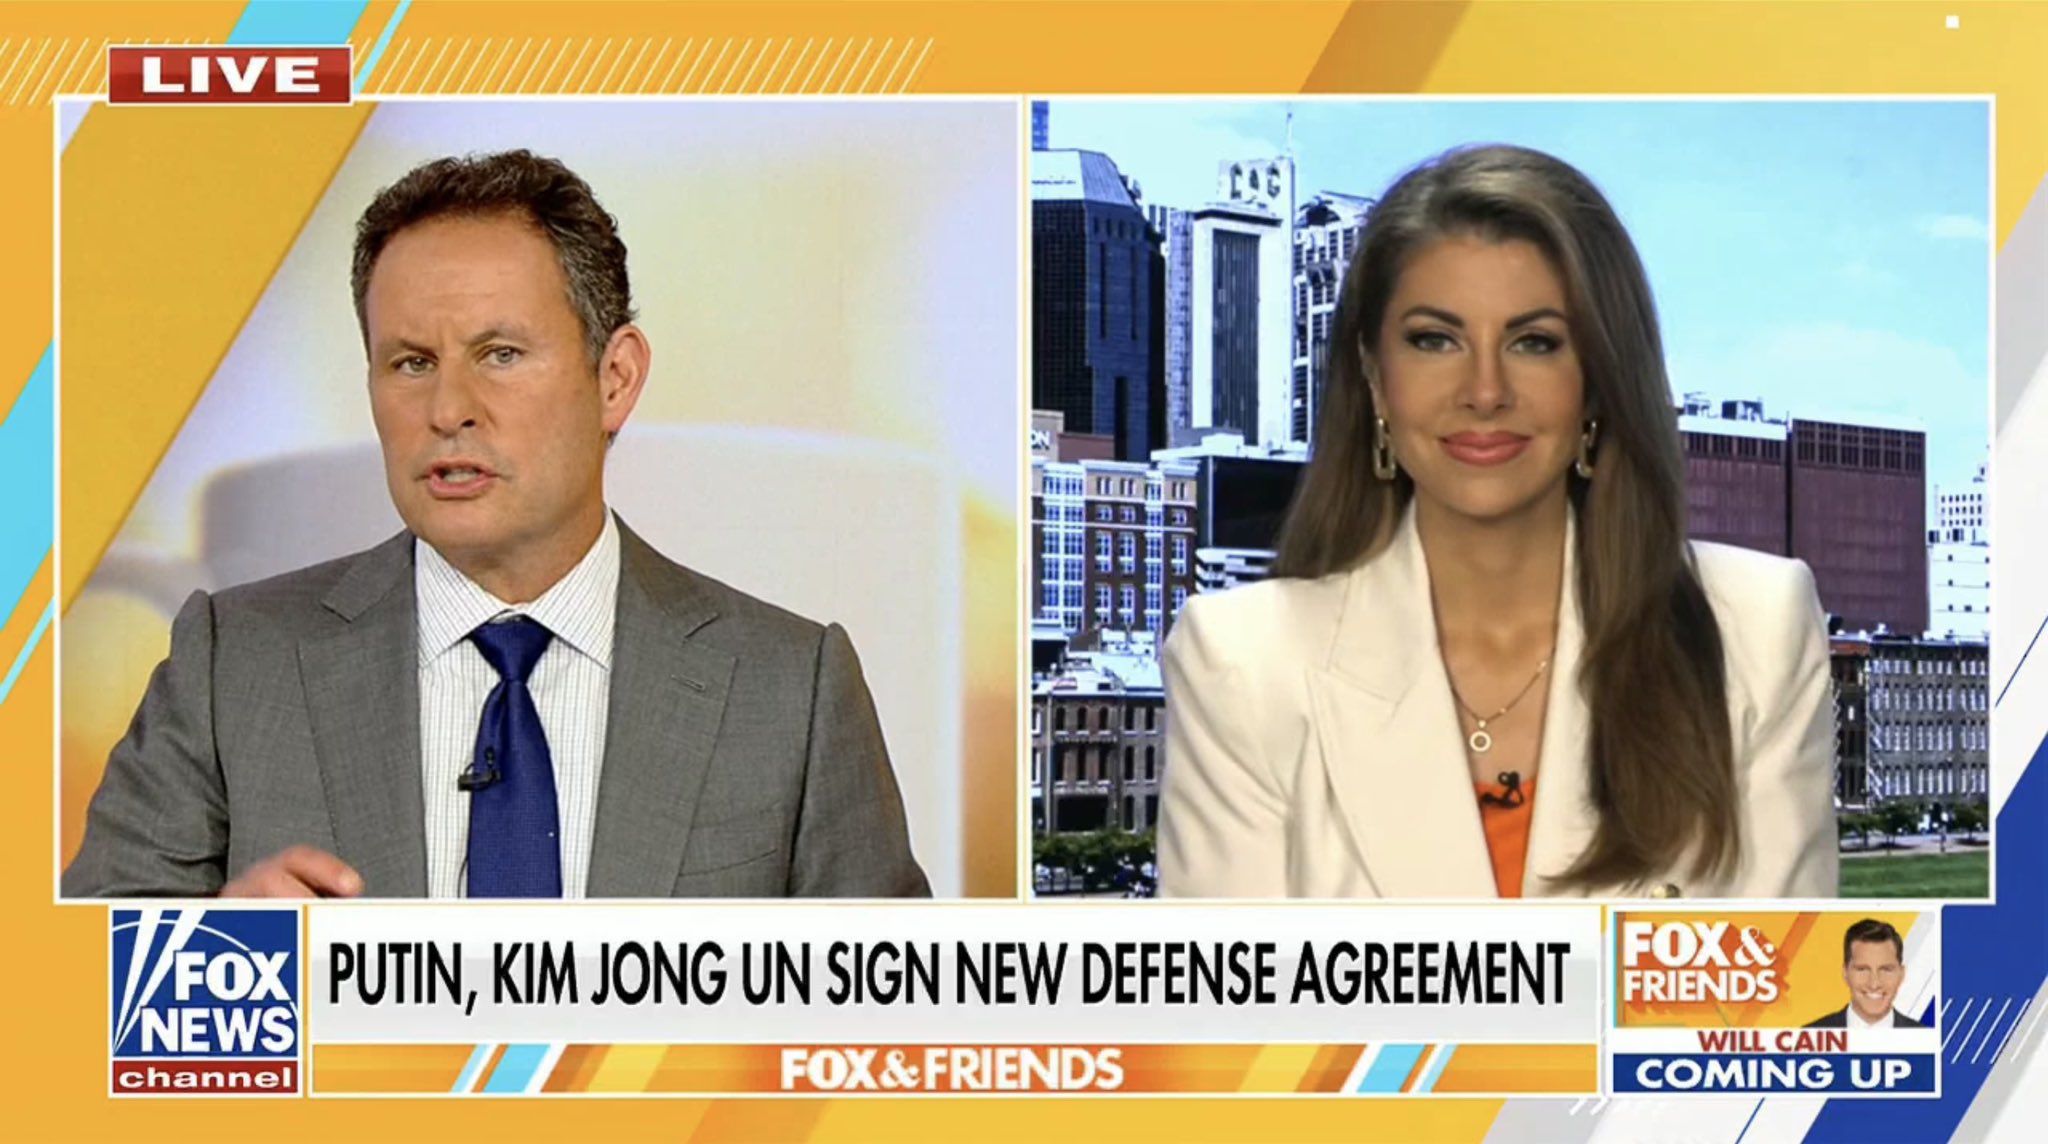 LIVE
FOX
NEWS
channel
PUTIN, KIM JONG UN SIGN NEW DEFENSE AGREEMENT
FOX&FRIENDS
FOX&
FRIENDS
WILL CAIN
COMING UP